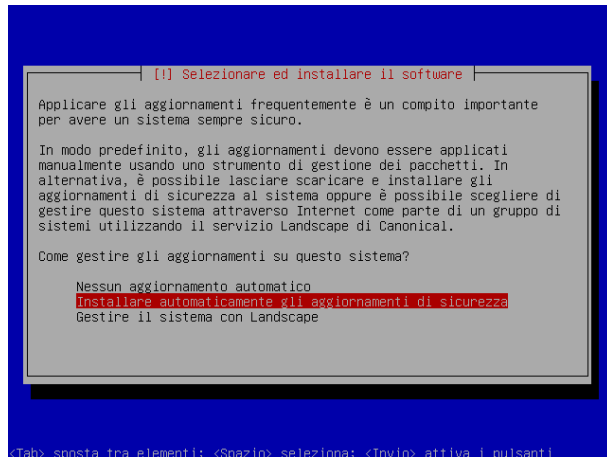 [!] Selezionare ed installare il software
Applicare gli aggiornamenti frequentemente è un compito importante
per avere un sistema sempre sicuro.
In modo predefinito, gli aggiornamenti devono essere applicati
manualmente usando uno strumento di gestione dei pacchetti. In
alternativa, è possibile lasciare scaricare e installare gli
aggiornamenti di sicurezza al sistema oppure è possibile scegliere di
gestire questo sistema attraverso Internet come parte di un gruppo di
sistemi utilizzando il servizio Landscape di Canonical.
Come gestire gli aggiornamenti su questo sistema?
Nessun aggiornamento automatico
Installare automaticamente gli aggiornamenti di sicurezza
Gestire il sistema con Landscape
<Tab> sposta tra elementi; <Spazio> seleziona; <Invio> attiva i pulsanti